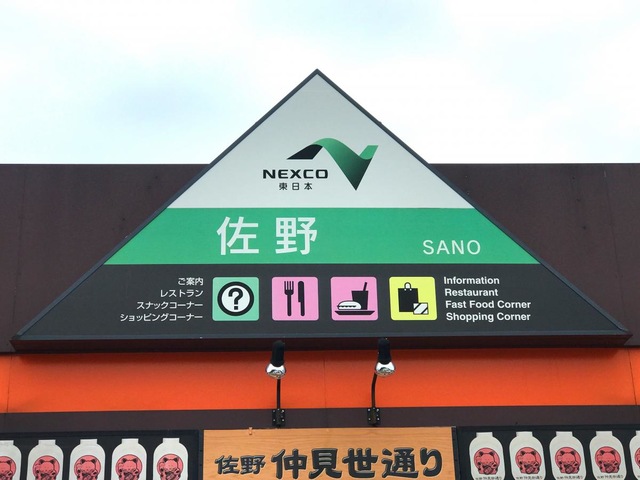 NEXCO
東日本
佐野 SANO
ご案内
レストラン
スナックコーナー
ショッピングコーナー
?
Information
Restaurant
Fast Food Corner
Shopping Corner
佐野 仲見世通り